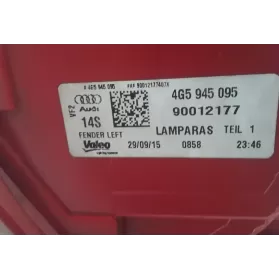 A 4G5 945 095
4G5 945 095
VF2
Audi
90012177
14S
FENDER LEFT
LAMPARAS TEIL 1
Valeo
29/09/15 0858 23:46